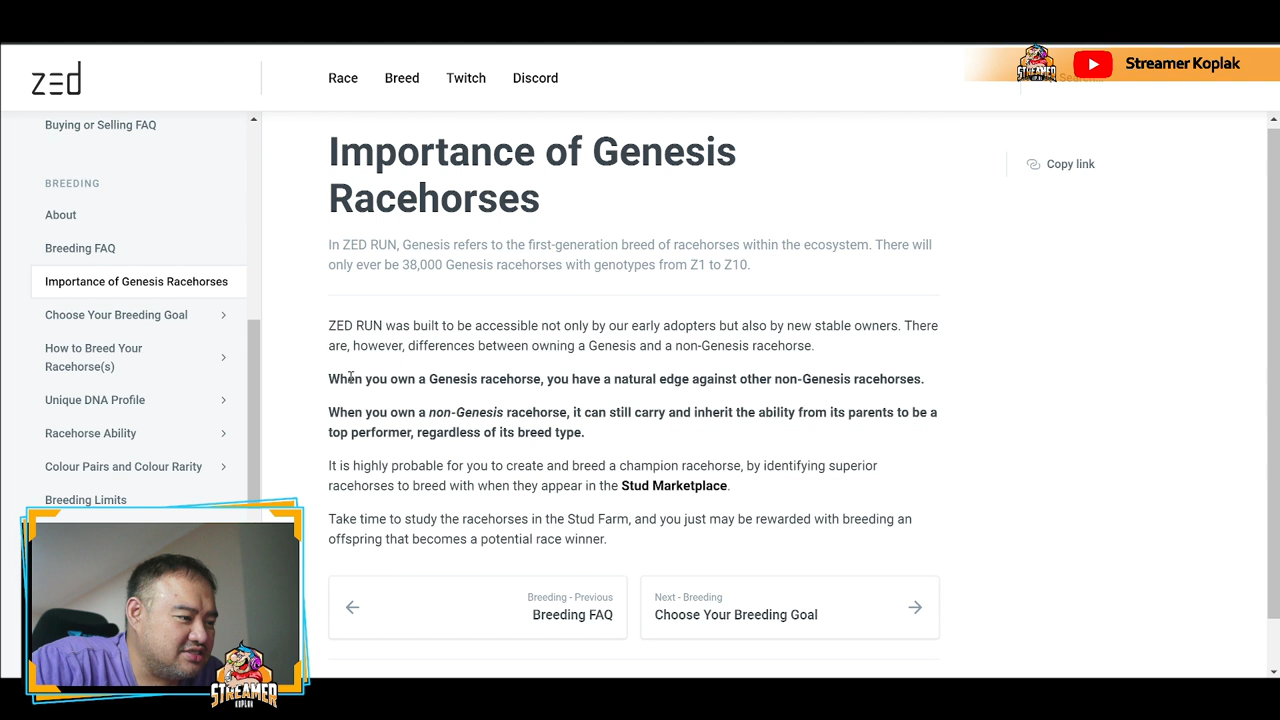 zed
Race
Breed
Twitch
Discord
Streamer Koplak
Buying or Selling FAQ
BREEDING
About
Breeding FAQ
Importance of Genesis Racehorses
Choose Your Breeding Goal
How to Breed Your
Racehorse(s)
Unique DNA Profile
Racehorse Ability
Colour Pairs and Colour Rarity
Breeding Limits
Importance of Genesis
Racehorses
In ZED RUN, Genesis refers to the first-generation breed of racehorses within the ecosystem. There will
only ever be 38,000 Genesis racehorses with genotypes from Z1 to Z10.
ZED RUN was built to be accessible not only by our early adopters but also by new stable owners. There
are, however, differences between owning a Genesis and a non-Genesis racehorse.
When you own a Genesis racehorse, you have a natural edge against other non-Genesis racehorses.
When you own a non-Genesis racehorse, it can still carry and inherit the ability from its parents to be a
top performer, regardless of its breed type.
It is highly probable for you to create and breed a champion racehorse, by identifying superior
racehorses to breed with when they appear in the Stud Marketplace.
Take time to study the racehorses in the Stud Farm, and you just may be rewarded with breeding an
offspring that becomes a potential race winner.
Breeding - Previous
Breeding FAQ
Next - Breeding
Choose Your Breeding Goal
Copy link
STREAMER
KOPLAK